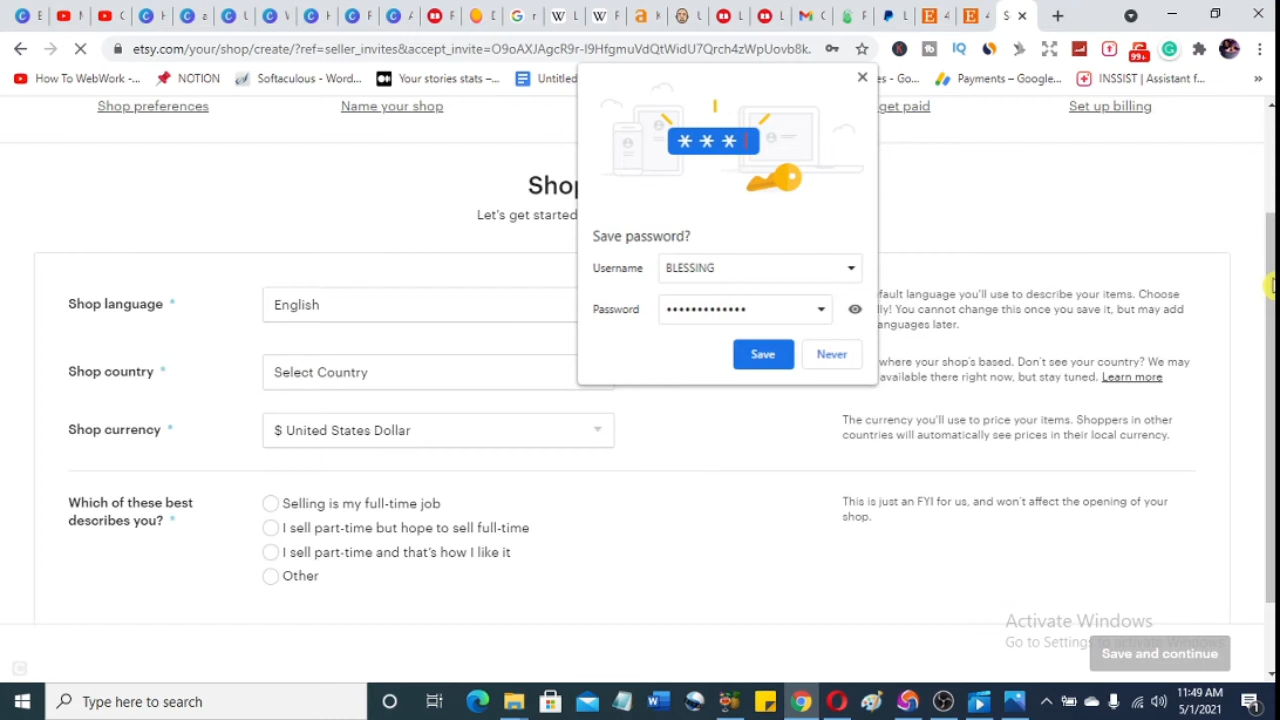 etsy.com/your/shop/create/?ref=seller_invites&accept_invite=O9oAXJAgcR9r-I9HfgmuVdQtWidU7Qrch4zWpUovb8k.
99+
How To WebWork -...
NOTION
Softaculous - Word...
Your stories stats –...
Untitled
- Go...
Payments – Google...
INSSIST | Assistant f
»
Shop preferences
Name your shop
get paid
Set up billing
Shop
Let's get started
Save password?
Username
BLESSING
Password
•••••••••••••
Save
Never
Shop language *
English
fault language you'll use to describe your items. Choose
lly! You cannot change this once you save it, but may add
anguages later.
Shop country *
Select Country
where your shop's based. Don't see your country? We may
available there right now, but stay tuned. Learn more
Shop currency *
$ United States Dollar
The currency you'll use to price your items. Shoppers in other
countries will automatically see prices in their local currency.
Which of these best
describes you? *
Selling is my full-time job
I sell part-time but hope to sell full-time
I sell part-time and that's how I like it
Other
This is just an FYI for us, and won't affect the opening of your
shop.
Activate Windows
Go to Settings to activate Windows.
Save and continue
Type here to search
11:49 AM
5/1/2021